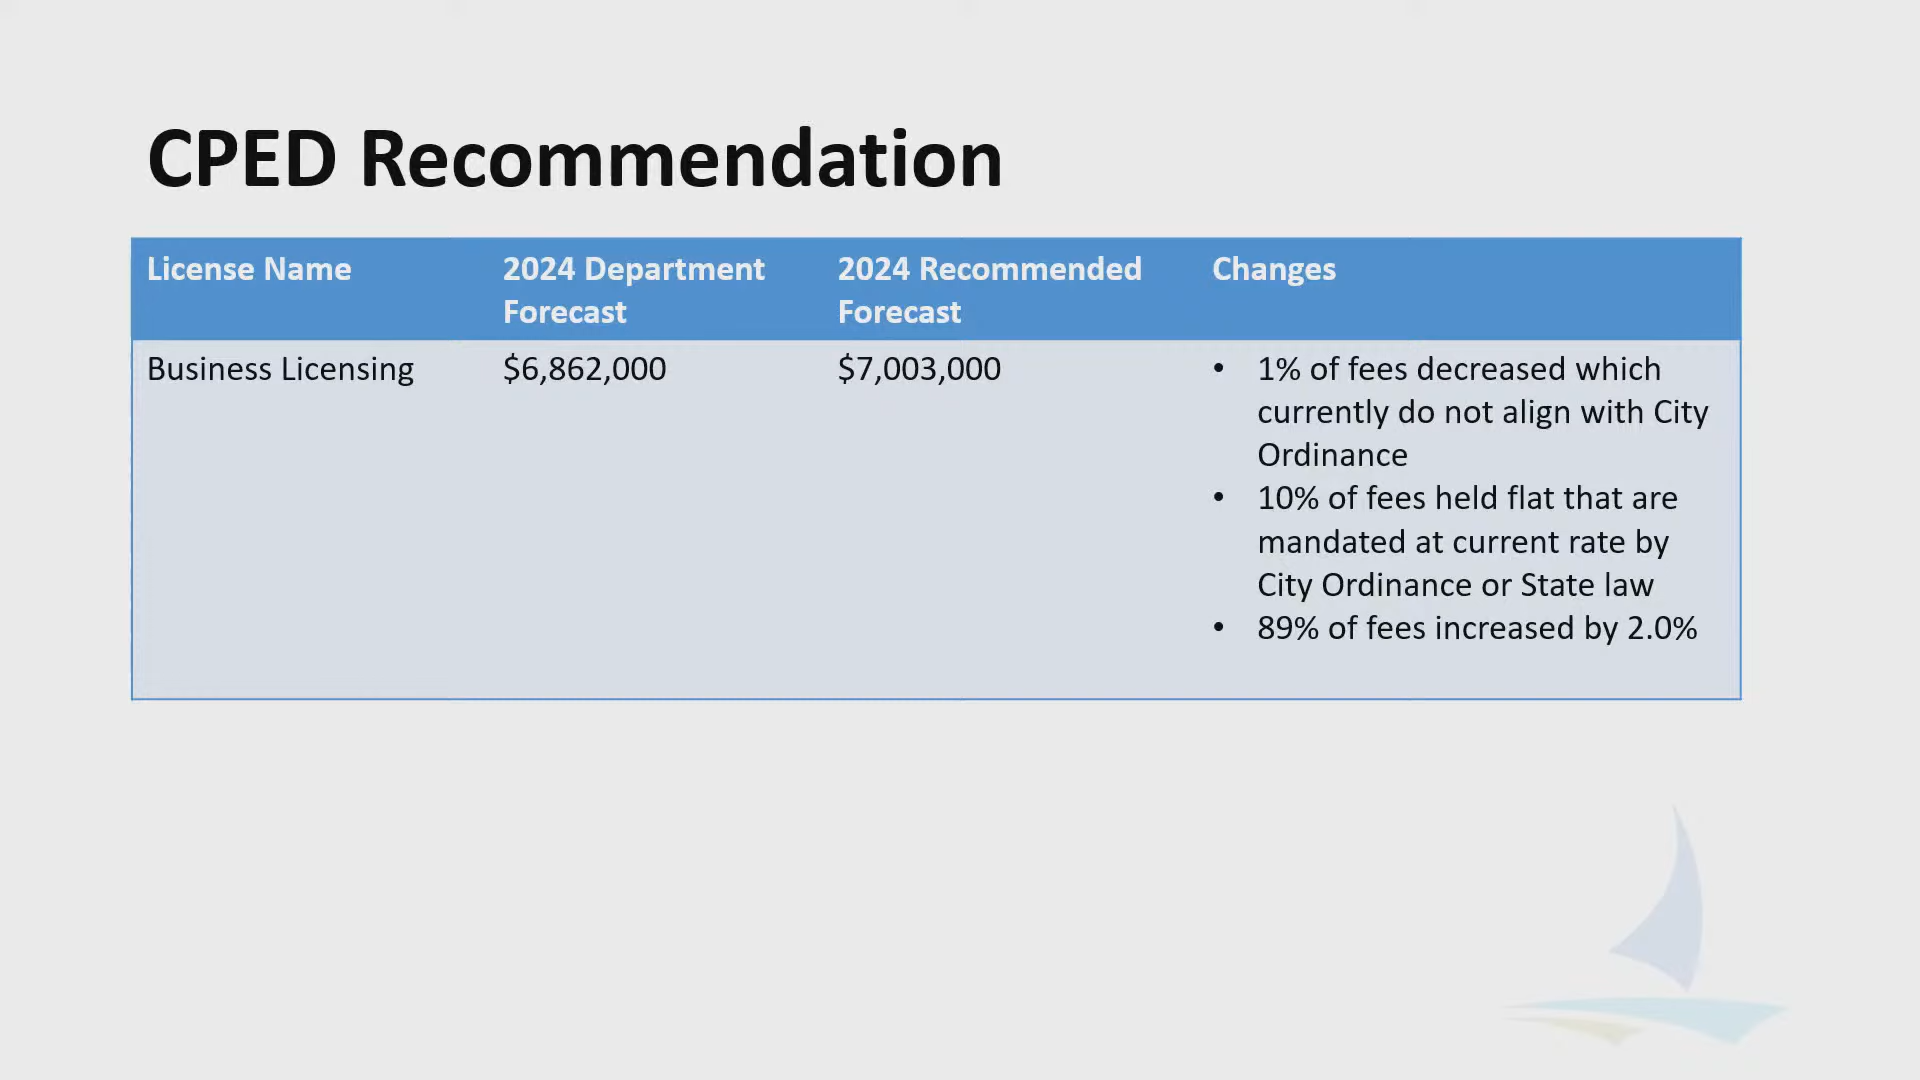 CPED Recommendation
License Name
2024 Department
Forecast
2024 Recommended
Forecast
Changes
Business Licensing
$6,862,000
$7,003,000
• 1% of fees decreased which
currently do not align with City
Ordinance
• 10% of fees held flat that are
mandated at current rate by
City Ordinance or State law
• 89% of fees increased by 2.0%